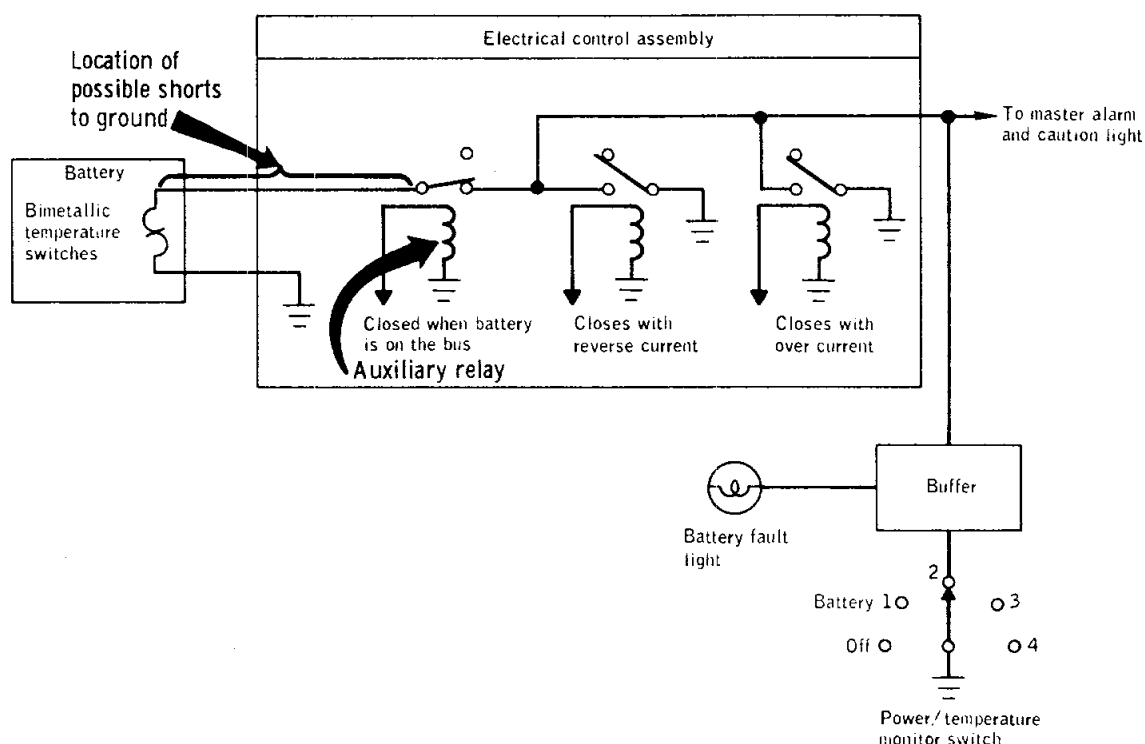 Electrical control assembly
Location of
possible shorts
to ground
To master alarm
and caution light
Battery
Bimetallic
temperature
switches
Closed when battery
is on the bus
Auxiliary relay
Closes with
reverse current
Closes with
over current
Buffer
Battery fault
light
2
Battery 1
3
Off
4
Power/temperature
monitor switch